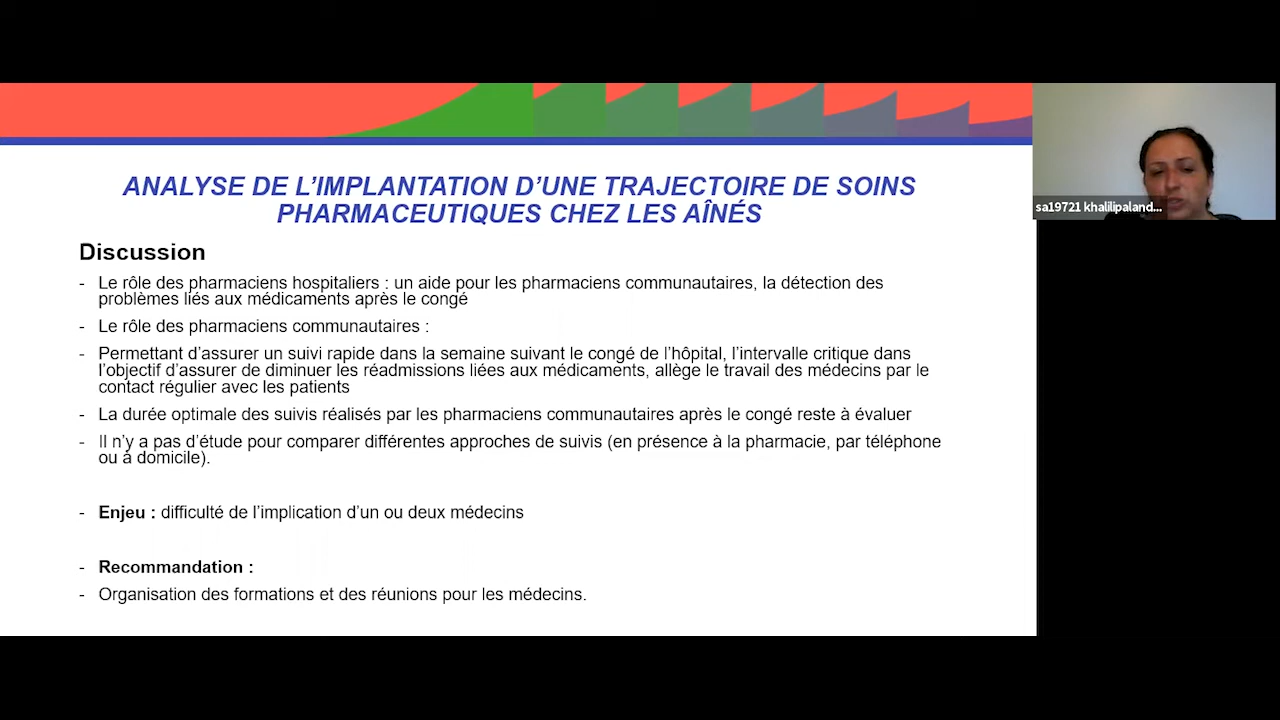 ANALYSE DE L’IMPLANTATION D’UNE TRAJECTOIRE DE SOINS
PHARMACEUTIQUES CHEZ LES AÎNÉS
Discussion
- Le rôle des pharmaciens hospitaliers : un aide pour les pharmaciens communautaires, la détection des
problèmes liés aux médicaments après le congé
- Le rôle des pharmaciens communautaires :
- Permettant d’assurer un suivi rapide dans la semaine suivant le congé de l’hôpital, l’intervalle critique dans
l’objectif d’assurer de diminuer les réadmissions liées aux médicaments, allège le travail des médecins par le
contact régulier avec les patients
- La durée optimale des suivis réalisés par les pharmaciens communautaires après le congé reste à évaluer
- Il n’y a pas d’étude pour comparer différentes approches de suivis (en présence à la pharmacie, par téléphone
ou à domicile).
- Enjeu : difficulté de l’implication d’un ou deux médecins
- Recommandation :
- Organisation des formations et des réunions pour les médecins.
sa19721 khalilipaland...